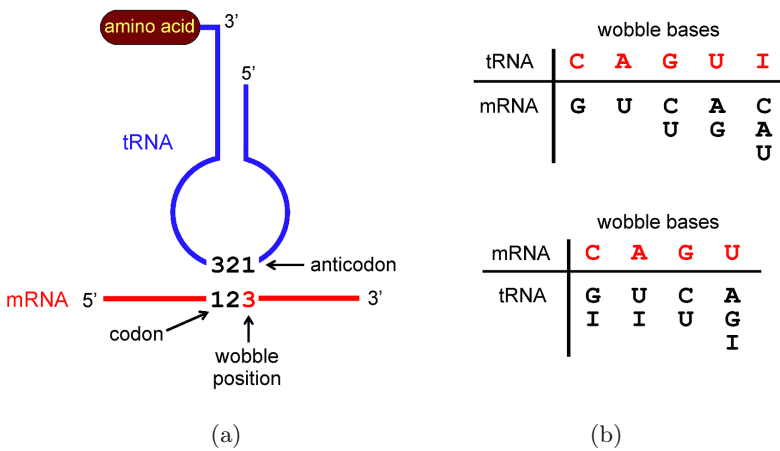 amino acid
3’
5’
tRNA
321
anticodon
mRNA 5’ 123 3’
codon
wobble
position
(a)
wobble bases
tRNA C A G U I
mRNA G U C A C
U G A
U
wobble bases
mRNA C A G U
tRNA G U C A
I I U G
I
(b)